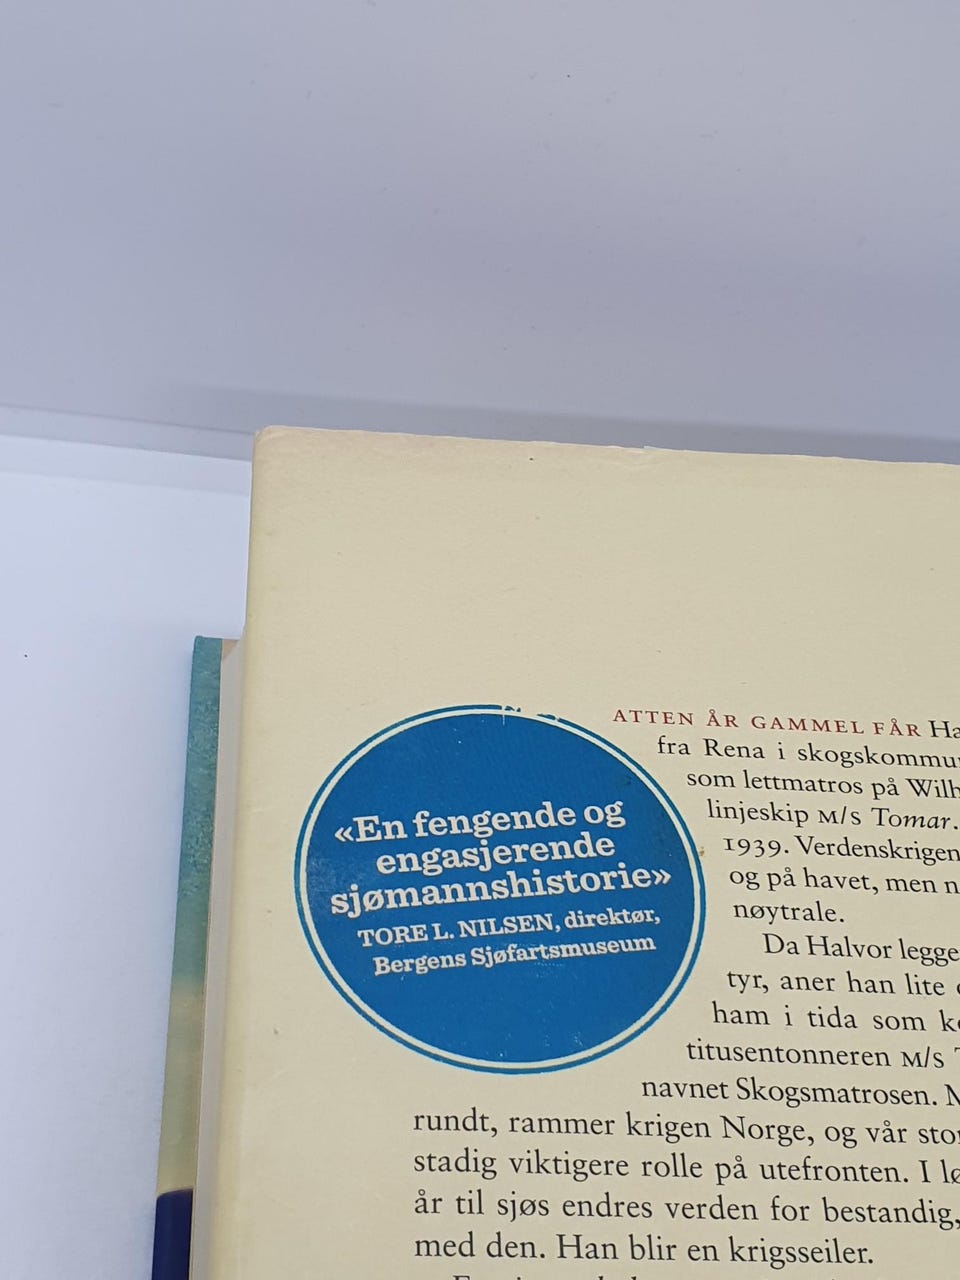 «En fengende og
engasjerende
sjømannshistorie»
TORE L. NILSEN, direktør,
Bergens Sjøfartsmuseum
ATTEN ÅR GAMMEL FÅR
fra Rena i
som lettmatros på
linjeskip M/S Tomar.
1939. Verdenskrigen
og på havet, men
nøytrale.
Da Halvor
tyr, aner han lite
ham i tida som
titusentonneren M/S
navnet Skogsmatrosen.
rundt, rammer krigen Norge, og vår
stadig viktigere rolle på utefronten. I
år til sjøs endres verden for bestandig,
med den. Han blir en krigsseiler.